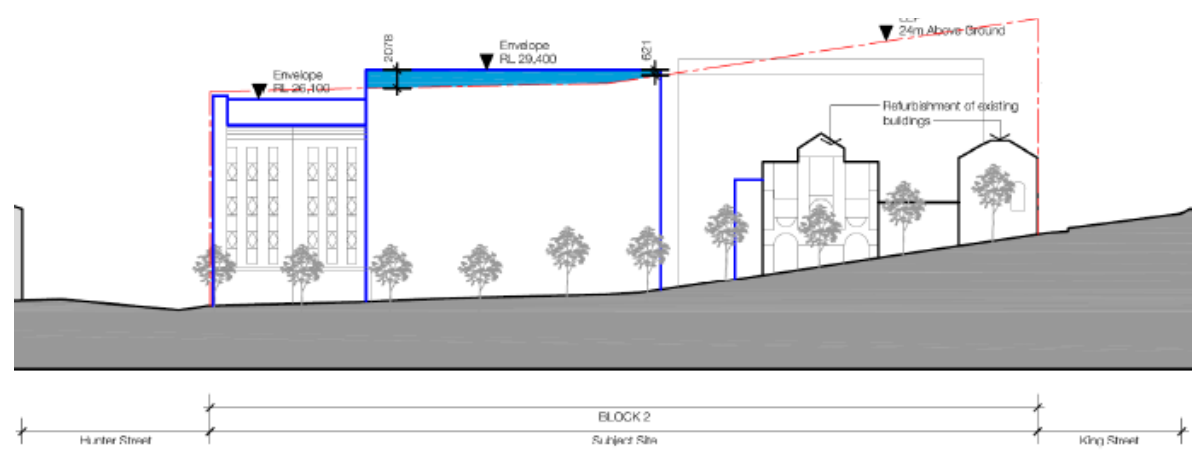 24m Above Ground
2078
Envelope
RL 29,400
621
Envelope
RL 26,100
Refurbishment of existing
buildings
BLOCK 2
Hunter Street
Subject Site
King Street